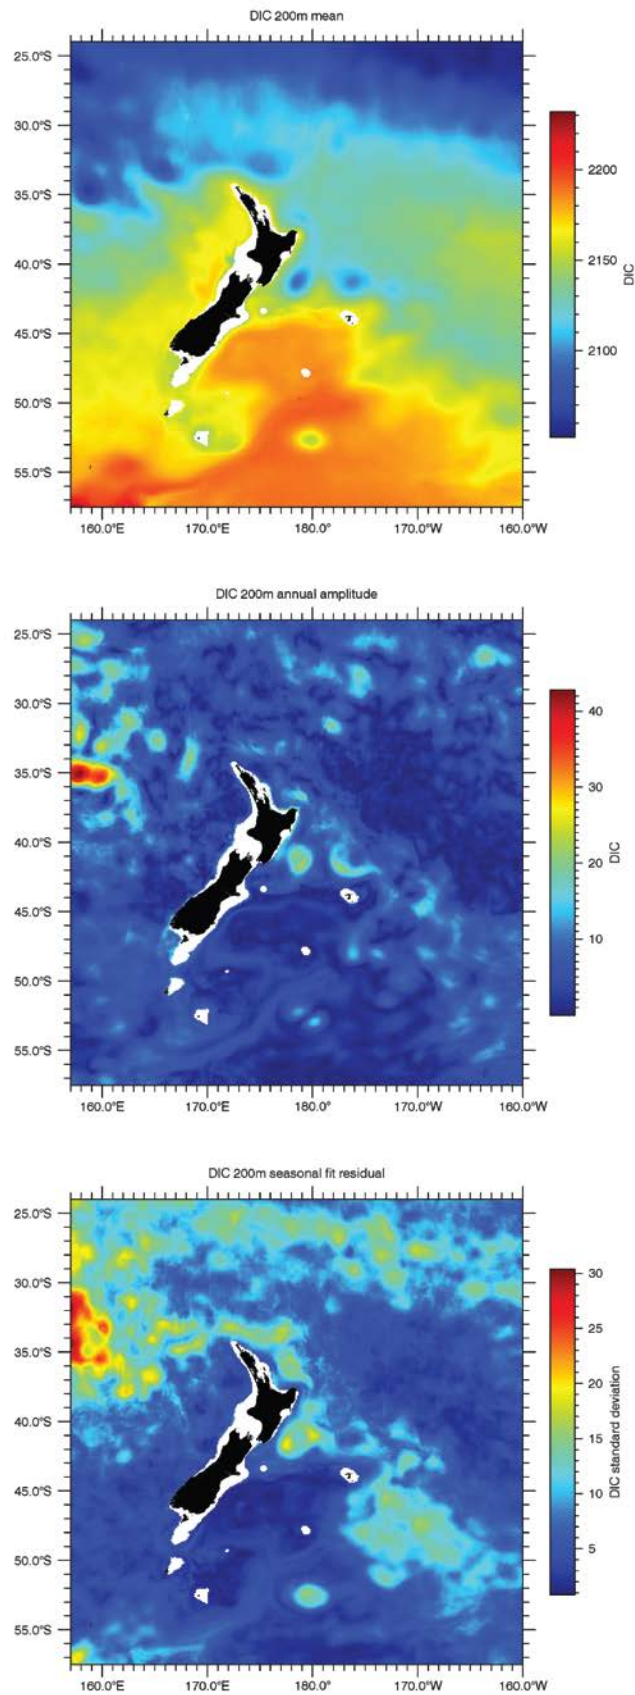 DIC 200m mean
25.0°S
30.0°S
35.0°S
40.0°S
45.0°S
50.0°S
55.0°S
160.0°E 170.0°E 180.0° 170.0°W 160.0°W
2200
2150
2100
DIC
DIC 200m annual amplitude
25.0°S
30.0°S
35.0°S
40.0°S
45.0°S
50.0°S
55.0°S
160.0°E 170.0°E 180.0° 170.0°W 160.0°W
40
30
20
10
DIC
DIC 200m seasonal fit residual
25.0°S
30.0°S
35.0°S
40.0°S
45.0°S
50.0°S
55.0°S
160.0°E 170.0°E 180.0° 170.0°W 160.0°W
30
25
20
15
10
5
DIC standard deviation